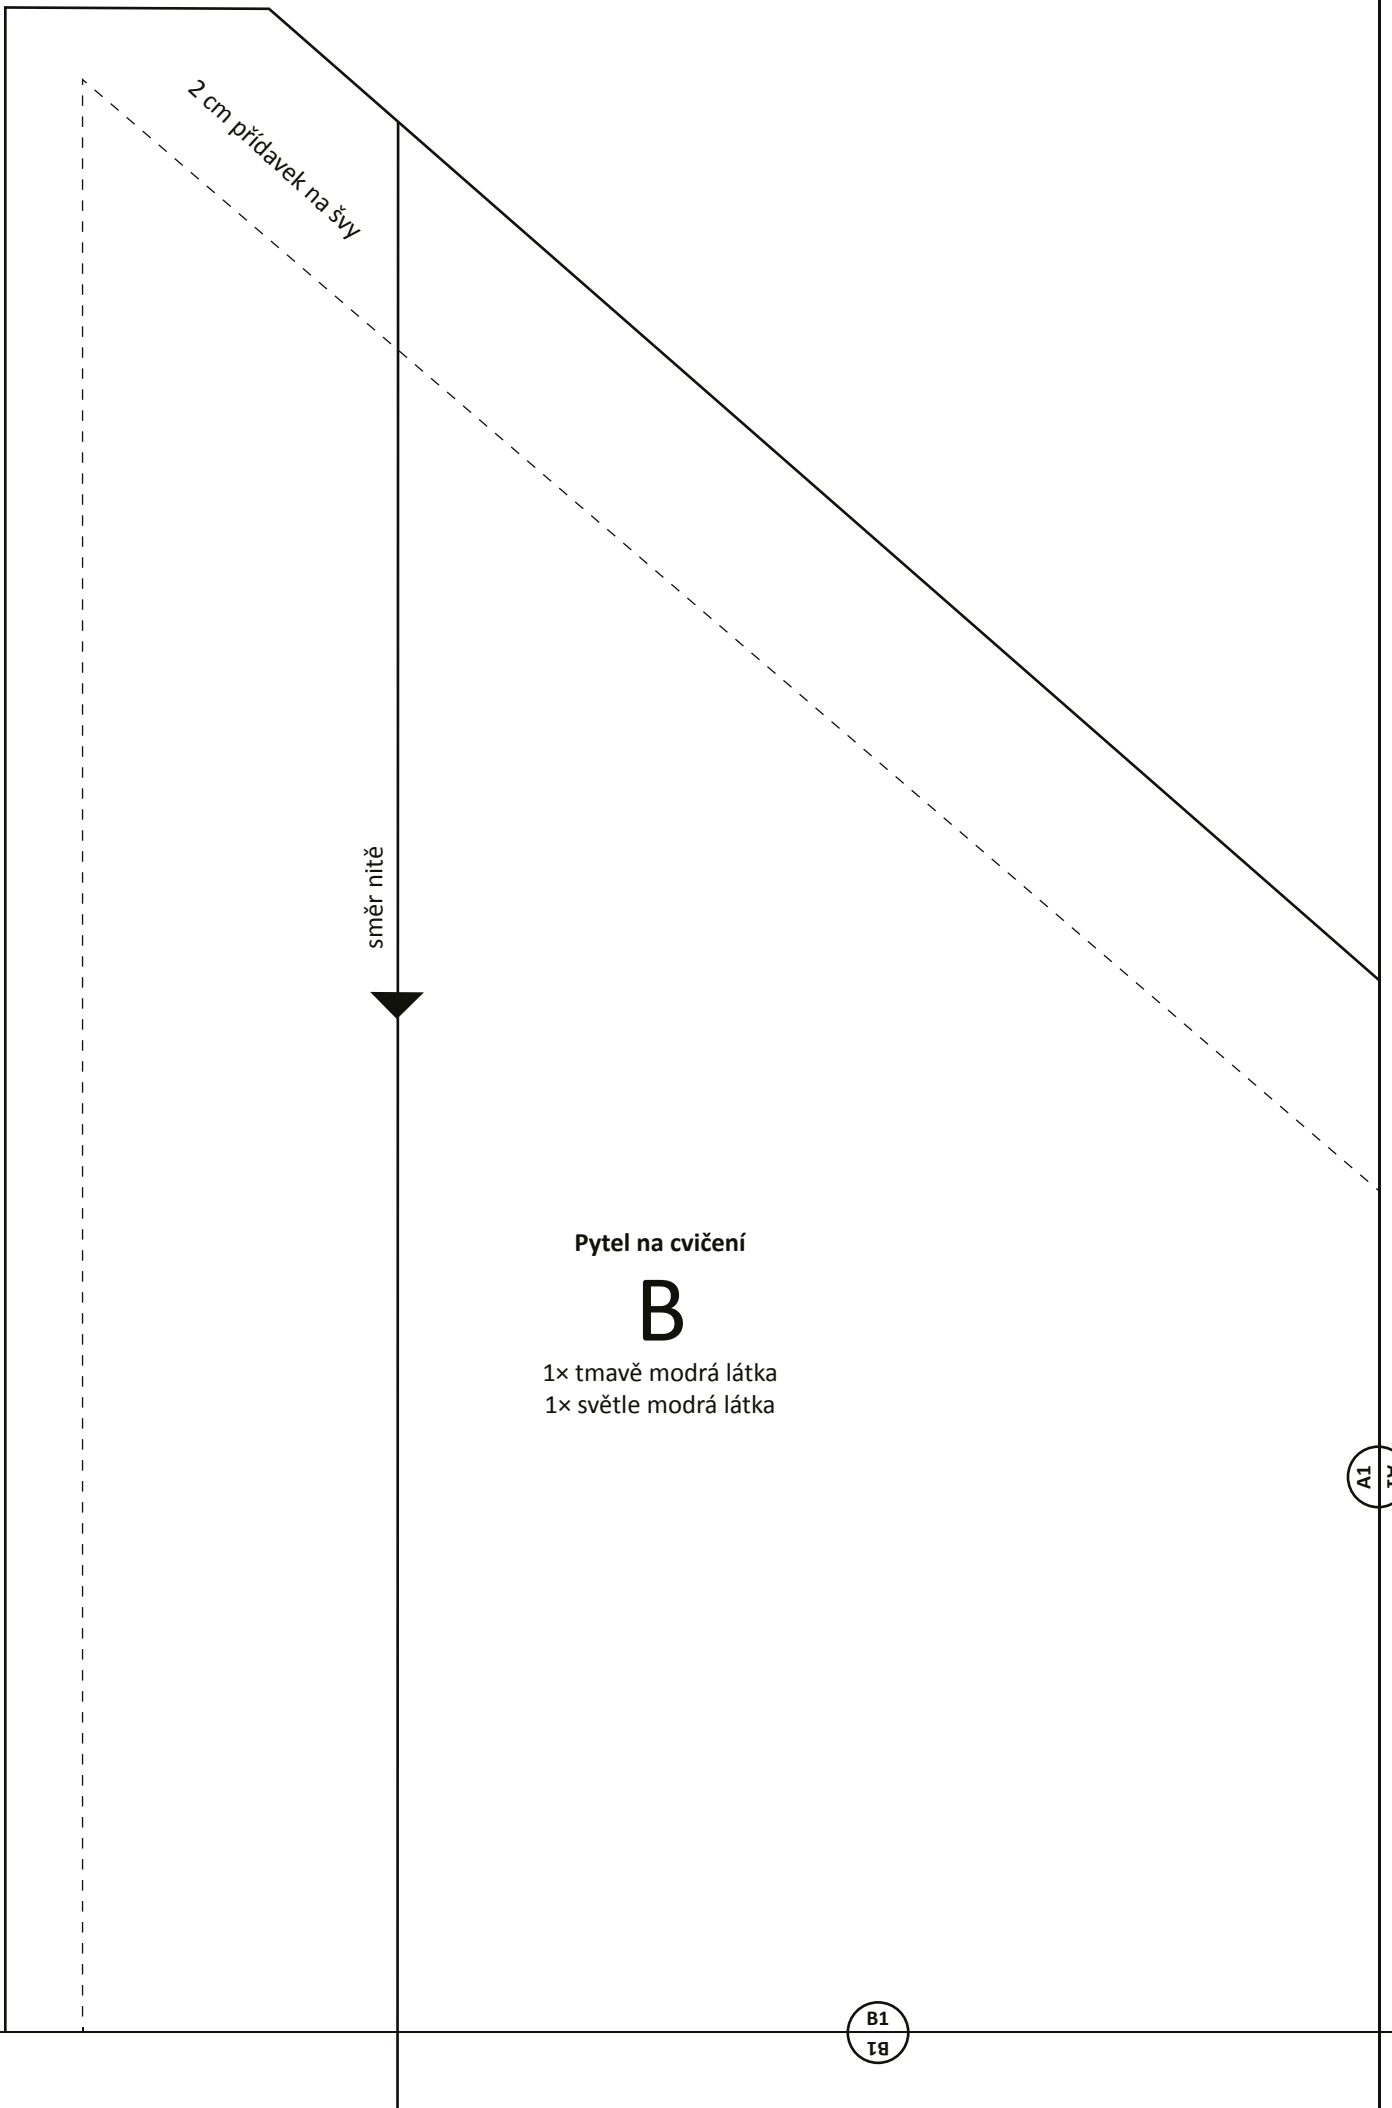 2 cm přídavek na švy
směr nitě
Pytel na cvičení
B
1× tmavě modrá látka
1× světle modrá látka
A1
A1
B1
B1